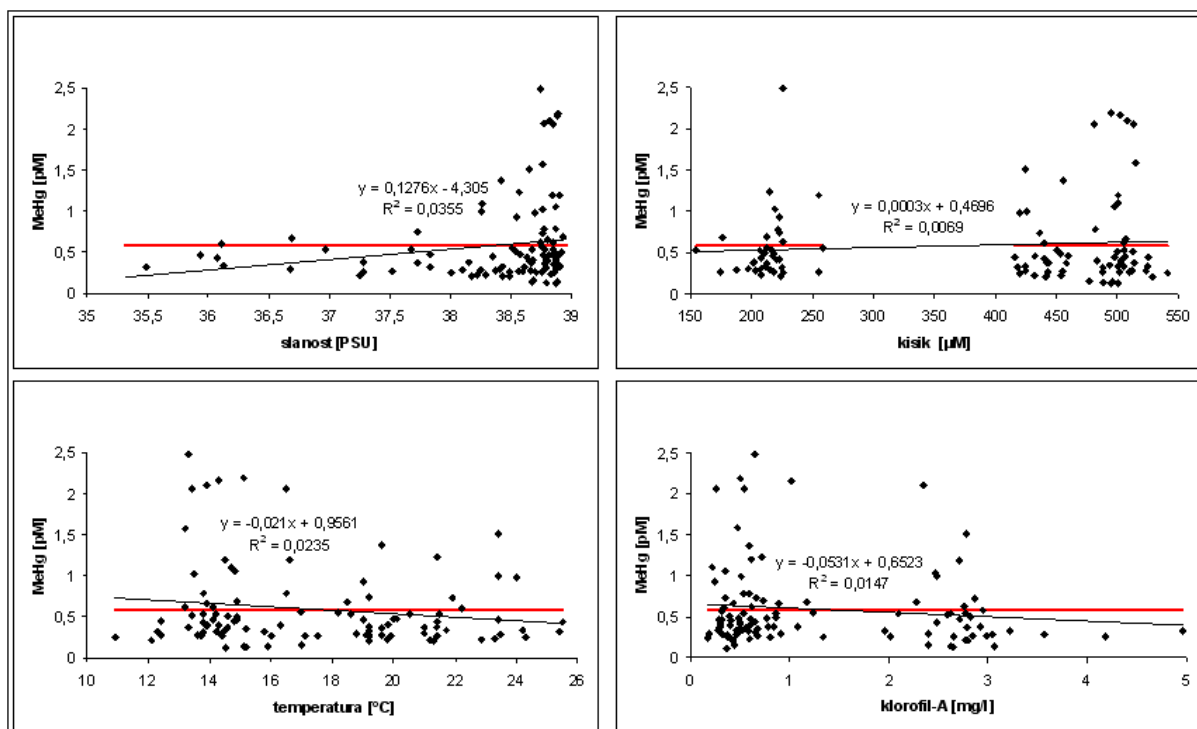 MeHg [pM]
2,5
2
1,5
1
0,5
0
y = 0,1276x - 4,305
R² = 0,0355
35 35,5 36 36,5 37 37,5 38 38,5 39
slanost [PSU]
MeHg [pM]
2,5
2
1,5
1
0,5
0
y = 0,0003x + 0,4696
R² = 0,0069
150 200 250 300 350 400 450 500 550
kisik [µM]
MeHg [pM]
2,5
2
1,5
1
0,5
0
y = -0,021x + 0,9561
R² = 0,0235
10 12 14 16 18 20 22 24 26
temperatura [°C]
MeHg [pM]
2,5
2
1,5
1
0,5
0
y = -0,0531x + 0,6523
R² = 0,0147
0 1 2 3 4 5
klorofil-A [mg/l]